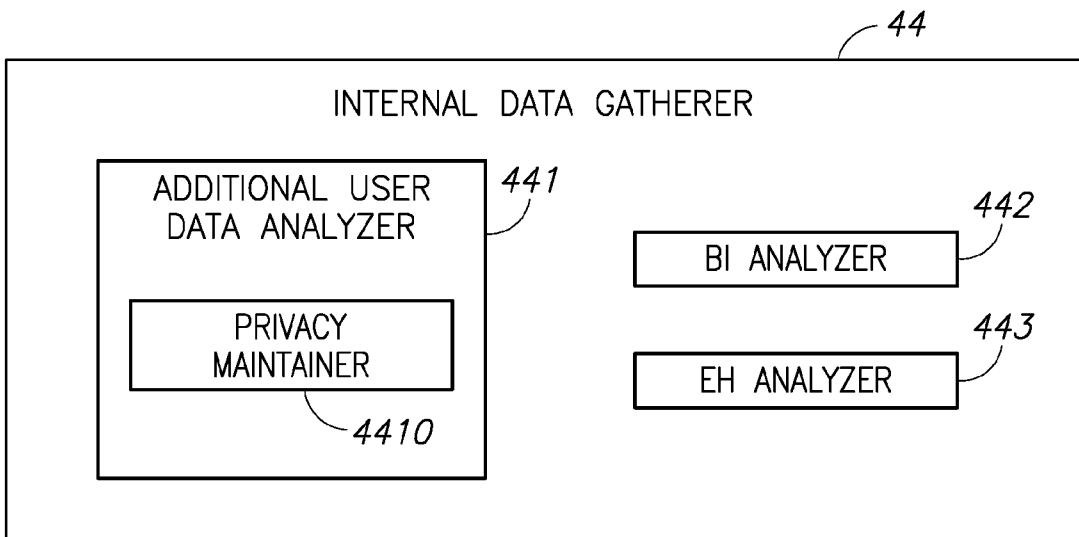 44
INTERNAL DATA GATHERER
ADDITIONAL USER
DATA ANALYZER
441
PRIVACY
MAINTAINER
4410
442
BI ANALYZER
443
EH ANALYZER